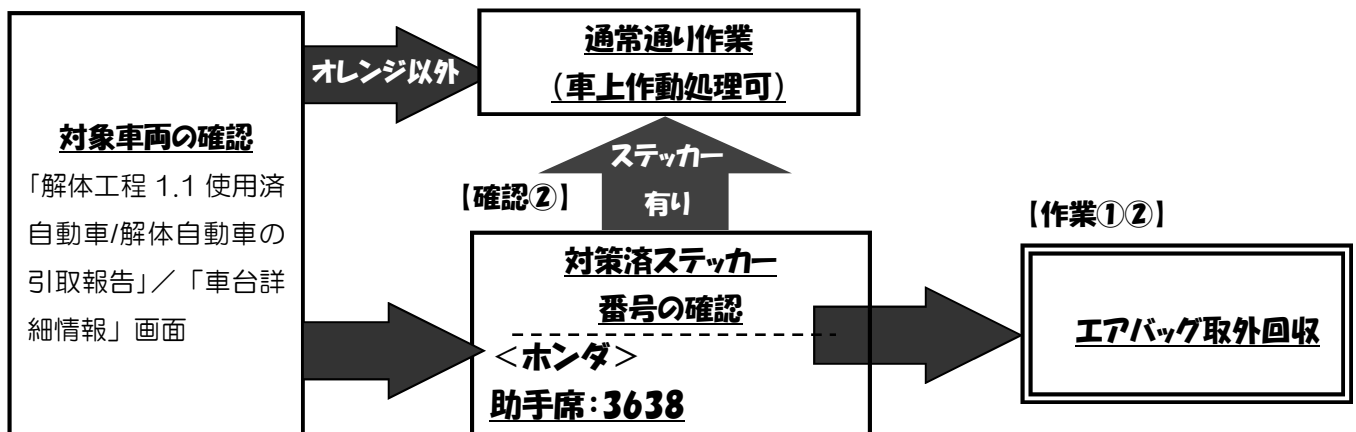 対象車両の確認
「解体工程 1.1 使用済
自動車/解体自動車の
引取報告」／「車台詳
細情報」画面
オレンジ以外
通常通り作業
（車上作動処理可）
ステッカー
有り
【確認②】
対策済ステッカー
番号の確認
＜ホンダ＞
助手席：3638
【作業①②】
エアバッグ取外回収